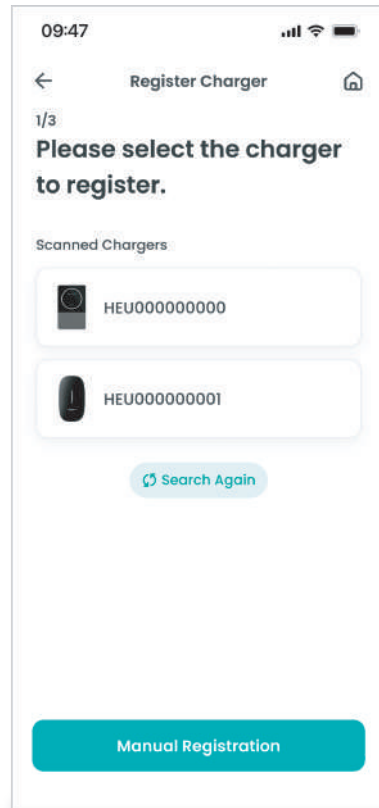 09:47
Register Charger
1/3
Please select the charger
to register.
Scanned Chargers
HEU000000000
HEU000000001
Search Again
Manual Registration